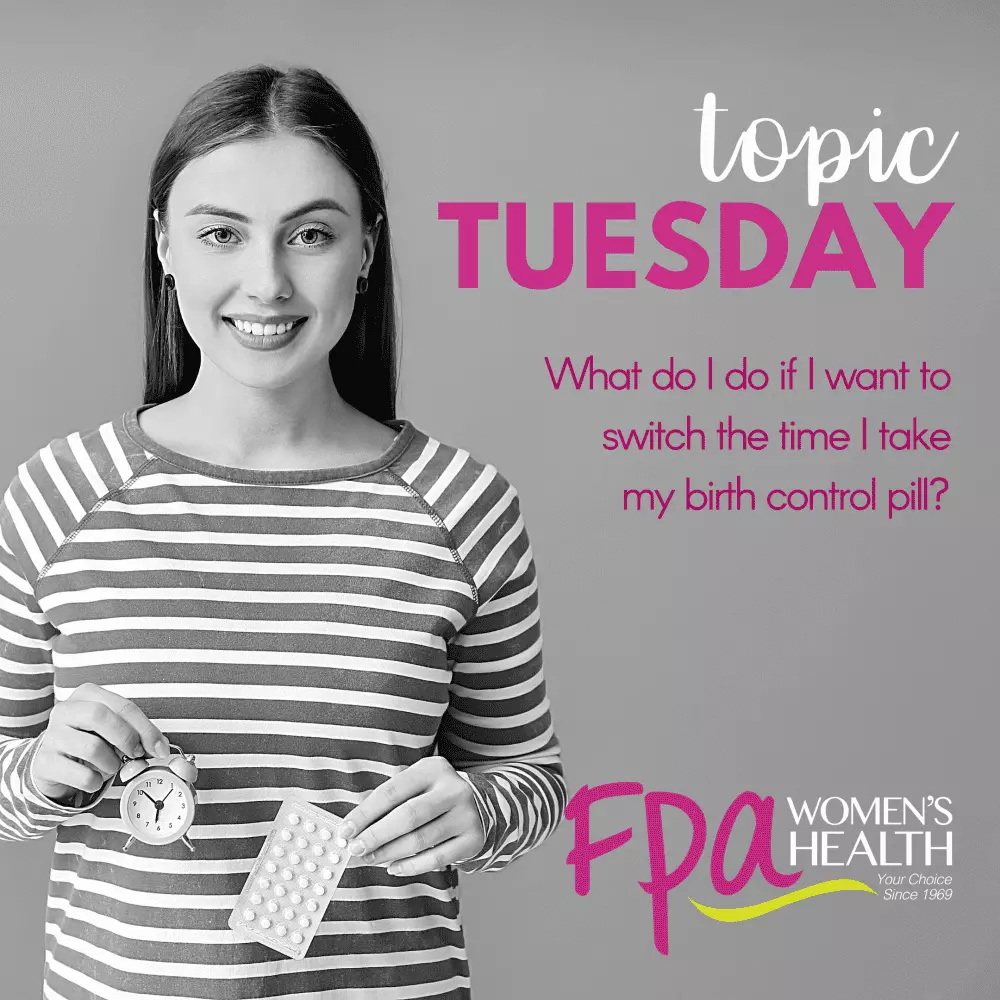 topic
TUESDAY
What do I do if I want to
switch the time I take
my birth control pill?
fpa
WOMEN'S
HEALTH
Your Choice
Since 1969